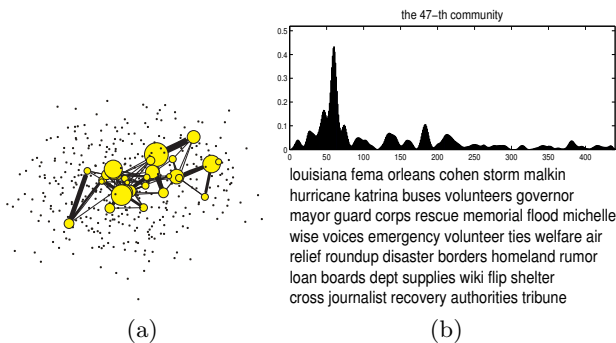 the 47-th community
0.5
0.4
0.3
0.2
0.1
0
0 50 100 150 200 250 300 350 400
louisiana fema orleans cohen storm malkin
hurricane katrina buses volunteers governor
mayor guard corps rescue memorial flood michelle
wise voices emergency volunteer ties welfare air
relief roundup disaster borders homeland rumor
loan boards dept supplies wiki flip shelter
cross journalist recovery authorities tribune
(a) (b)